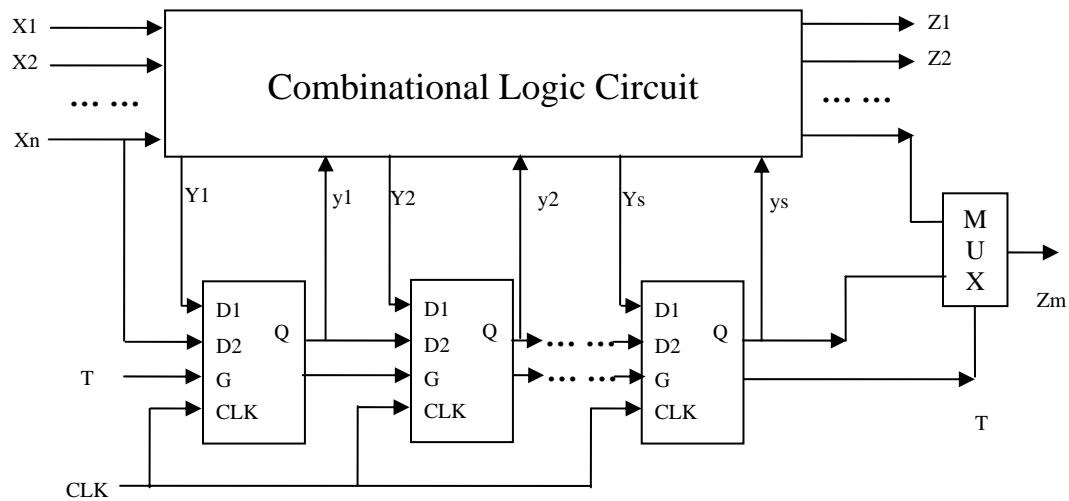 X1
Z1
X2
Z2
Combinational Logic Circuit
... ...
... ...
Xn
Y1
y1
Y2
y2
Ys
ys
M
U
X
Zm
D1
D2
G
CLK
Q
D1
D2
G
CLK
Q
... ...
... ...
D1
D2
G
CLK
Q
T
T
CLK